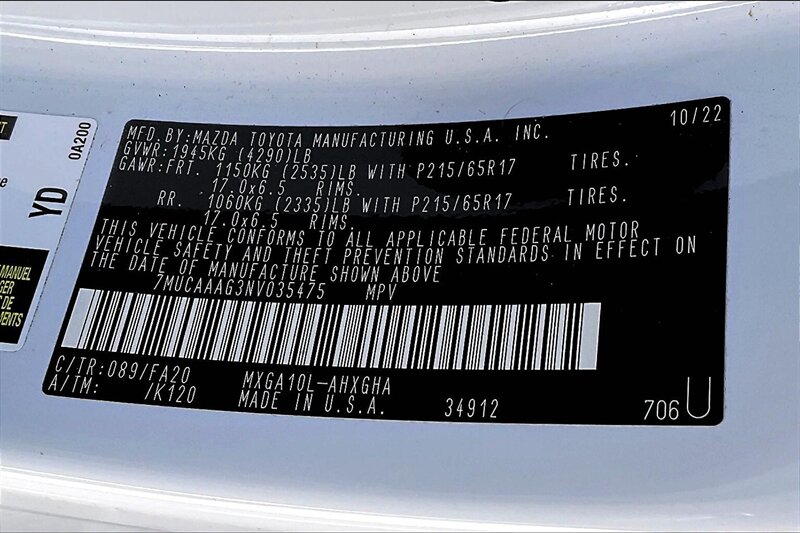 10/22
MFD. BY:MAZDA TOYOTA MANUFACTURING U.S.A. INC.
GVWR:1945KG (4290)LB
GAWR:FRT. 1150KG (2535)LB WITH P215/65R17 TIRES.
17.0x6.5 RIMS.
RR. 1060KG (2335)LB WITH P215/65R17 TIRES.
17.0x6.5 RIMS.
THIS VEHICLE CONFORMS TO ALL APPLICABLE FEDERAL MOTOR
VEHICLE SAFETY AND THEFT PREVENTION STANDARDS IN EFFECT ON
THE DATE OF MANUFACTURE SHOWN ABOVE
7MUCAAAG3NV035475 MPV
C/TR:089/FA20 MXGA10L-AHXGHA
A/TM: /K120 MADE IN U.S.A. 34912 706U
0A200
YD
MANUEL